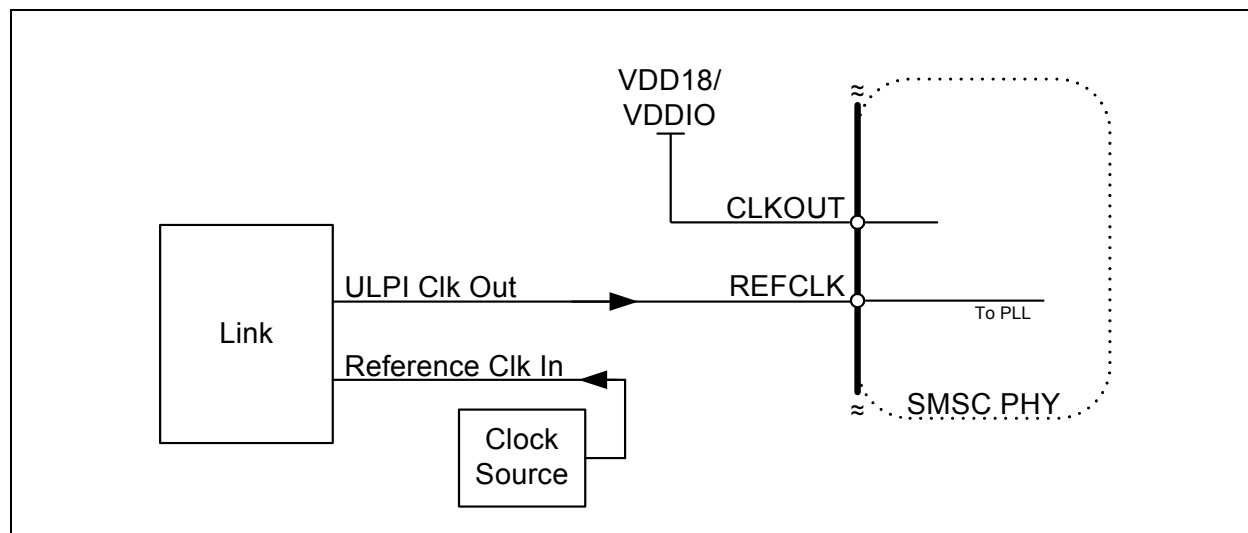 VDD18/
VDDIO
CLKOUT
ULPI Clk Out
REFCLK
To PLL
Link
Reference Clk In
SMSC PHY
Clock
Source